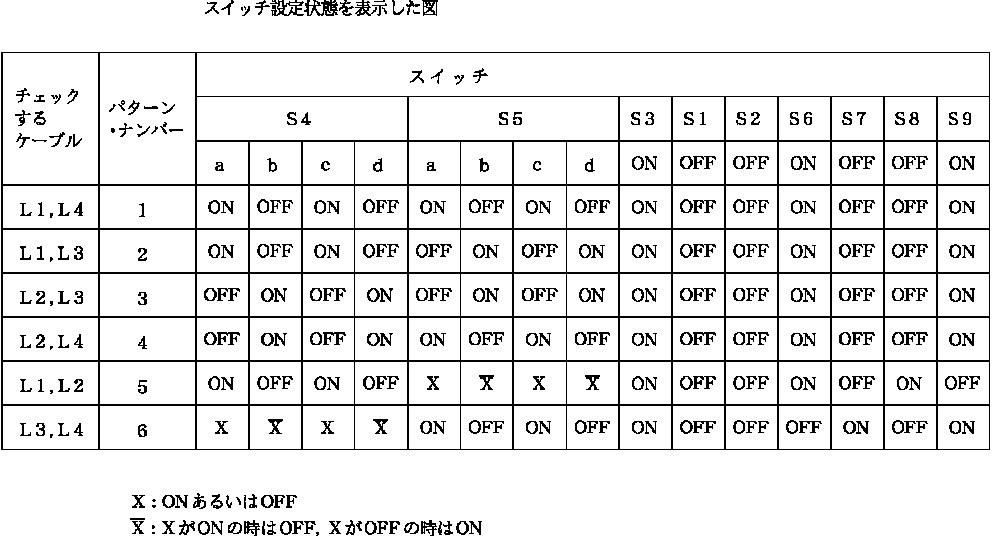 スイッチ設定状態を表示した図
チェックするケーブル パターン・ナンバー スイッチ
S4 S5 S3 S1 S2 S6 S7 S8 S9
a b c d a b c d ON OFF OFF ON OFF OFF ON
L1,L4 1 ON OFF ON OFF ON OFF ON OFF ON OFF OFF ON OFF OFF ON
L1,L3 2 ON OFF ON OFF OFF ON OFF ON ON OFF OFF ON OFF OFF ON
L2,L3 3 OFF ON OFF ON OFF ON OFF ON ON OFF OFF ON OFF OFF ON
L2,L4 4 OFF ON OFF ON ON OFF ON OFF ON OFF OFF ON OFF OFF ON
L1,L2 5 ON OFF ON OFF X X̅ X X̅ ON OFF OFF ON OFF ON OFF
L3,L4 6 X X̅ X X̅ ON OFF ON OFF ON OFF OFF OFF ON OFF ON
X:ONあるいはOFF
X̅:XがONの時はOFF, XがOFFの時はON